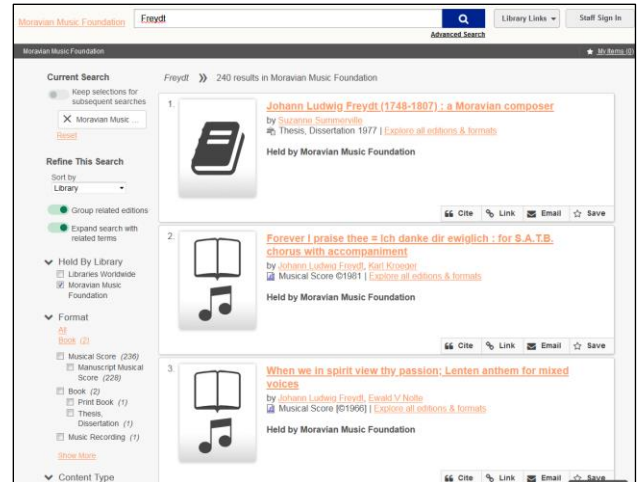 Moravian Music Foundation
Freydt
Advanced Search
Library Links
Staff Sign In
Moravian Music Foundation
My Items (0)
Current Search
Keep selections for
subsequent searches
Moravian Music ...
Reset
Refine This Search
Sort by
Library
Group related editions
Expand search with
related terms
Held By Library
Libraries Worldwide
Moravian Music
Foundation
Format
All
Book (2)
Musical Score (236)
Manuscript Musical
Score (228)
Book (2)
Print Book (1)
Thesis,
Dissertation (1)
Music Recording (1)
Show More
Content Type
Freydt » 240 results in Moravian Music Foundation
1.
Johann Ludwig Freydt (1748-1807) : a Moravian composer
by Suzanne Summerville
Thesis, Dissertation 1977 | Explore all editions & formats
Held by Moravian Music Foundation
Cite Link Email Save
2.
Forever I praise thee = Ich danke dir ewiglich : for S.A.T.B.
chorus with accompaniment
by Johann Ludwig Freydt, Karl Kroeger
Musical Score ©1981 | Explore all editions & formats
Held by Moravian Music Foundation
Cite Link Email Save
3.
When we in spirit view thy passion; Lenten anthem for mixed
voices
by Johann Ludwig Freydt, Ewald V Nolte
Musical Score [©1966] | Explore all editions & formats
Held by Moravian Music Foundation
Cite Link Email Save